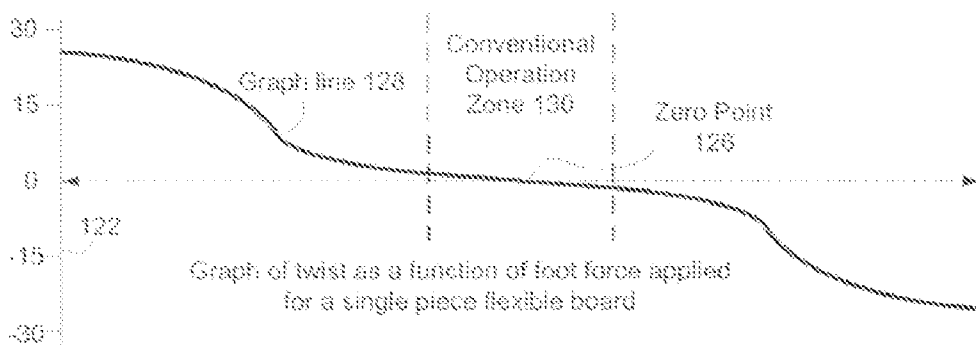 30
Conventional
Operation
Zone 130
Graph line 128
15
Zero Point
126
0
122
-15
Graph of twist as a function of foot force applied
for a single piece flexible board
-30